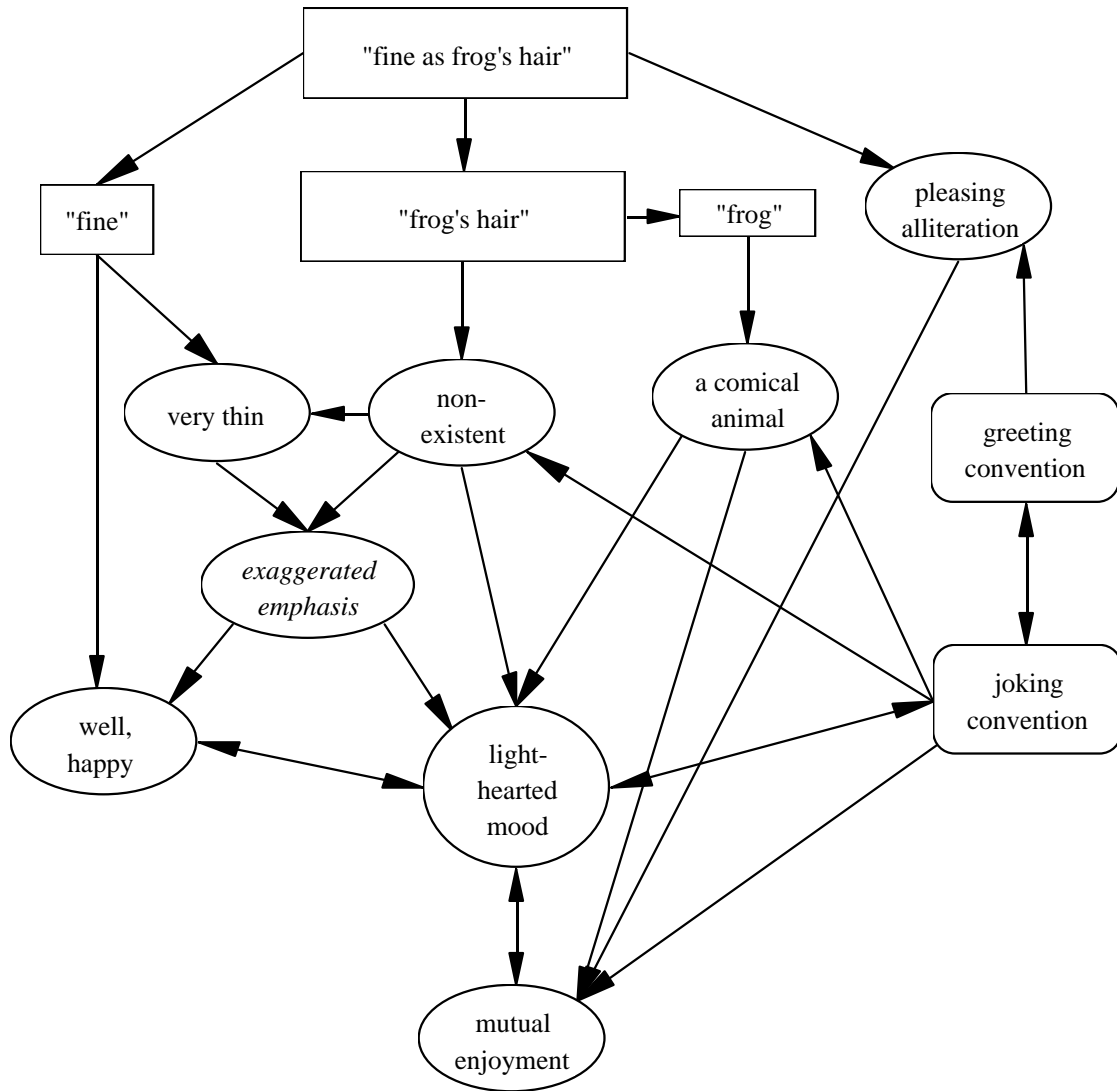 "fine as frog's hair"
"fine"
"frog's hair"
"frog"
pleasing
alliteration
very thin
non-
existent
a comical
animal
greeting
convention
exaggerated
emphasis
well,
happy
light-
hearted
mood
joking
convention
mutual
enjoyment